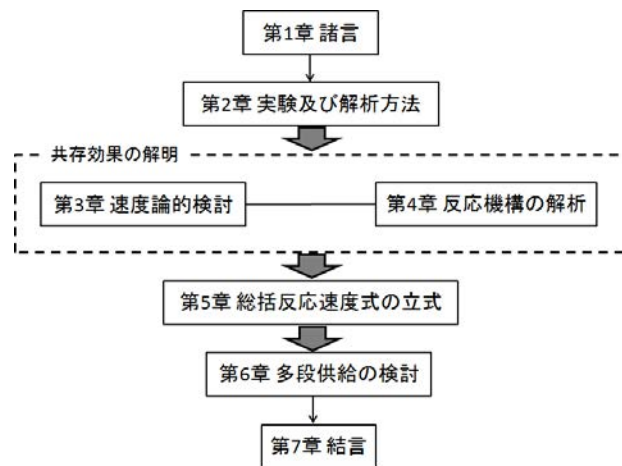 第1章 諸言
第2章 実験及び解析方法
共存効果の解明
第3章 速度論的検討
第4章 反応機構の解析
第5章 総括反応速度式の立式
第6章 多段供給の検討
第7章 結言